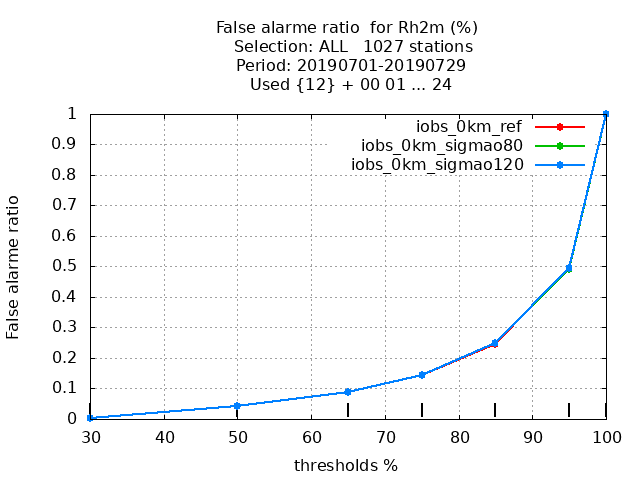 False alarme ratio  for Rh2m (%)
Selection: ALL   1027 stations
Period: 20190701-20190729
Used {12} + 00 01 ... 24
iobs_0km_ref
iobs_0km_sigmao80
iobs_0km_sigmao120
False alarme ratio
1
0.9
0.8
0.7
0.6
0.5
0.4
0.3
0.2
0.1
0
30 40 50 60 70 80 90 100
thresholds %